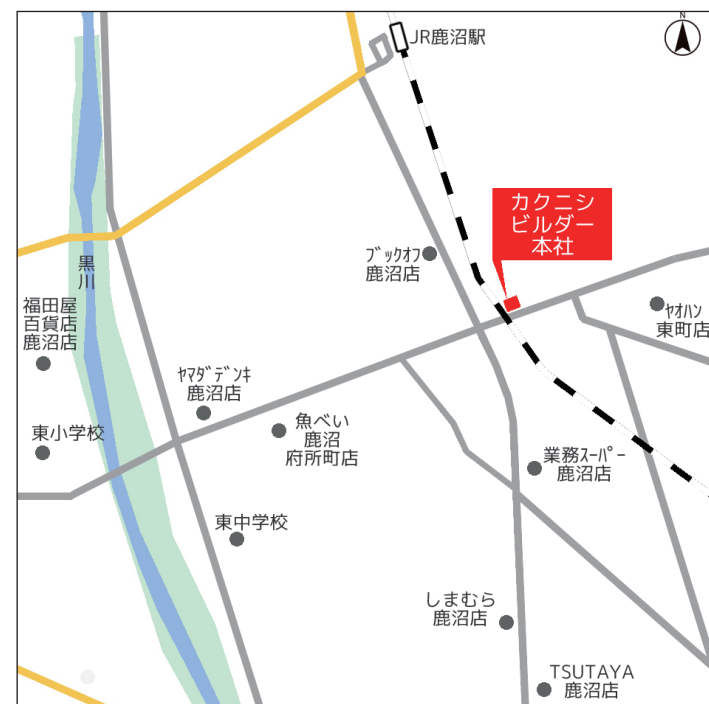 N
JR鹿沼駅
カクニシ
ビルダー
本社
ブックオフ
鹿沼店
黒川
福田屋
百貨店
鹿沼店
ヤオハン
東町店
ヤマダデンキ
鹿沼店
魚べい
鹿沼
府所町店
東小学校
業務スーパー
鹿沼店
東中学校
しまむら
鹿沼店
TSUTAYA
鹿沼店